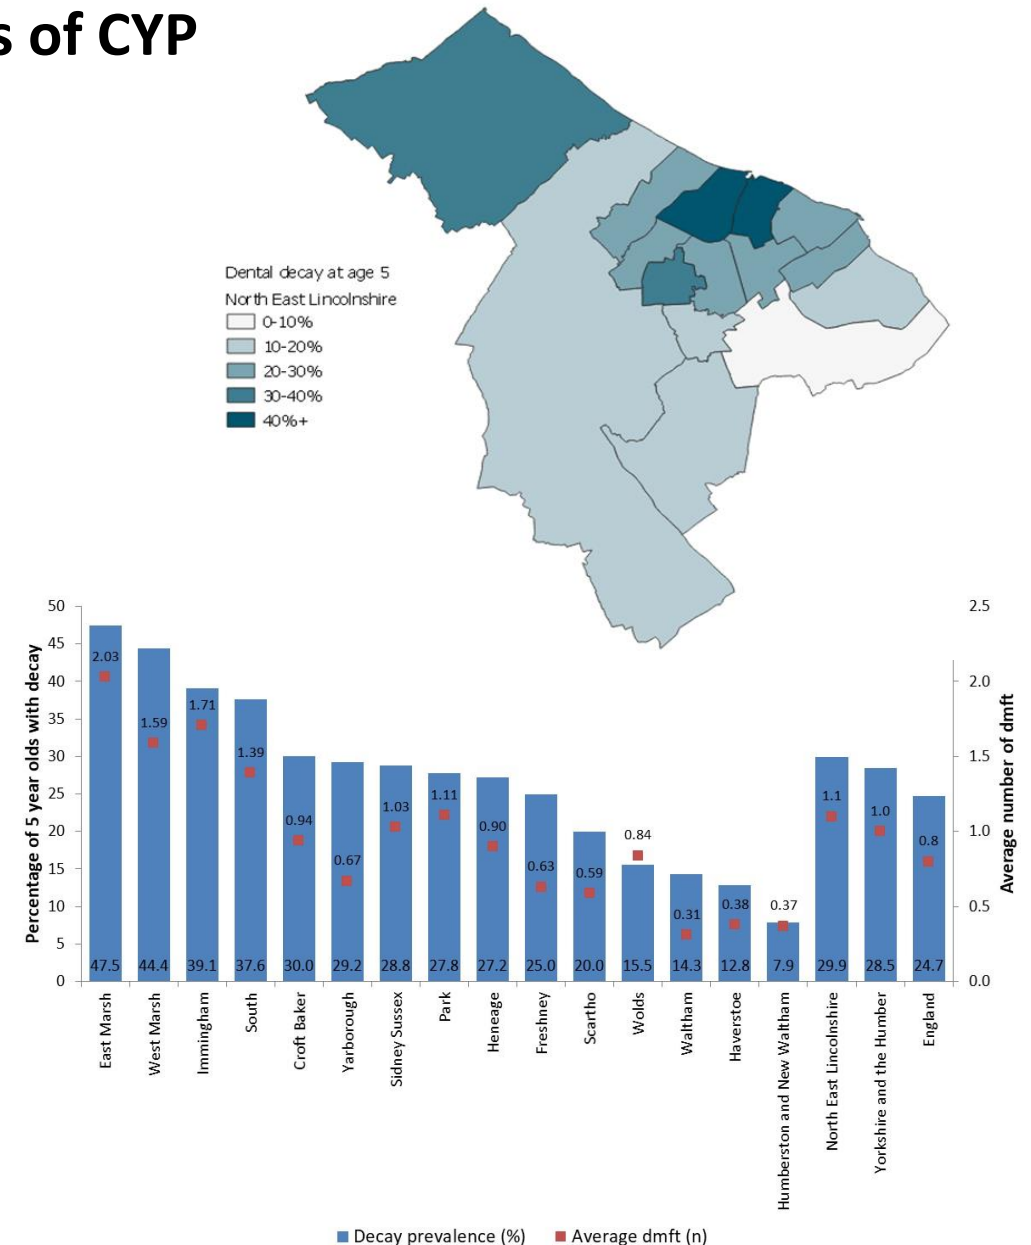 s of CYP
Dental decay at age 5
North East Lincolnshire
0-10%
10-20%
20-30%
30-40%
40%+
Percentage of 5 year olds with decay
50
45
40
35
30
25
20
15
10
5
0
2.03
1.59
1.71
1.39
0.94
0.67
1.03
1.11
0.90
0.63
0.59
0.84
0.31
0.38
0.37
1.1
1.0
0.8
47.5
44.4
39.1
37.6
30.0
29.2
28.8
27.8
27.2
25.0
20.0
15.5
14.3
12.8
7.9
29.9
28.5
24.7
2.5
2.0
1.5
1.0
0.5
0.0
Average number of dmft
East Marsh
West Marsh
Immingham
South
Croft Baker
Yarborough
Sidney Sussex
Park
Heneage
Freshney
Scartho
Wolds
Waltham
Haverstoe
Humberston and New Waltham
North East Lincolnshire
Yorkshire and the Humber
England
Decay prevalence (%)
Average dmft (n)